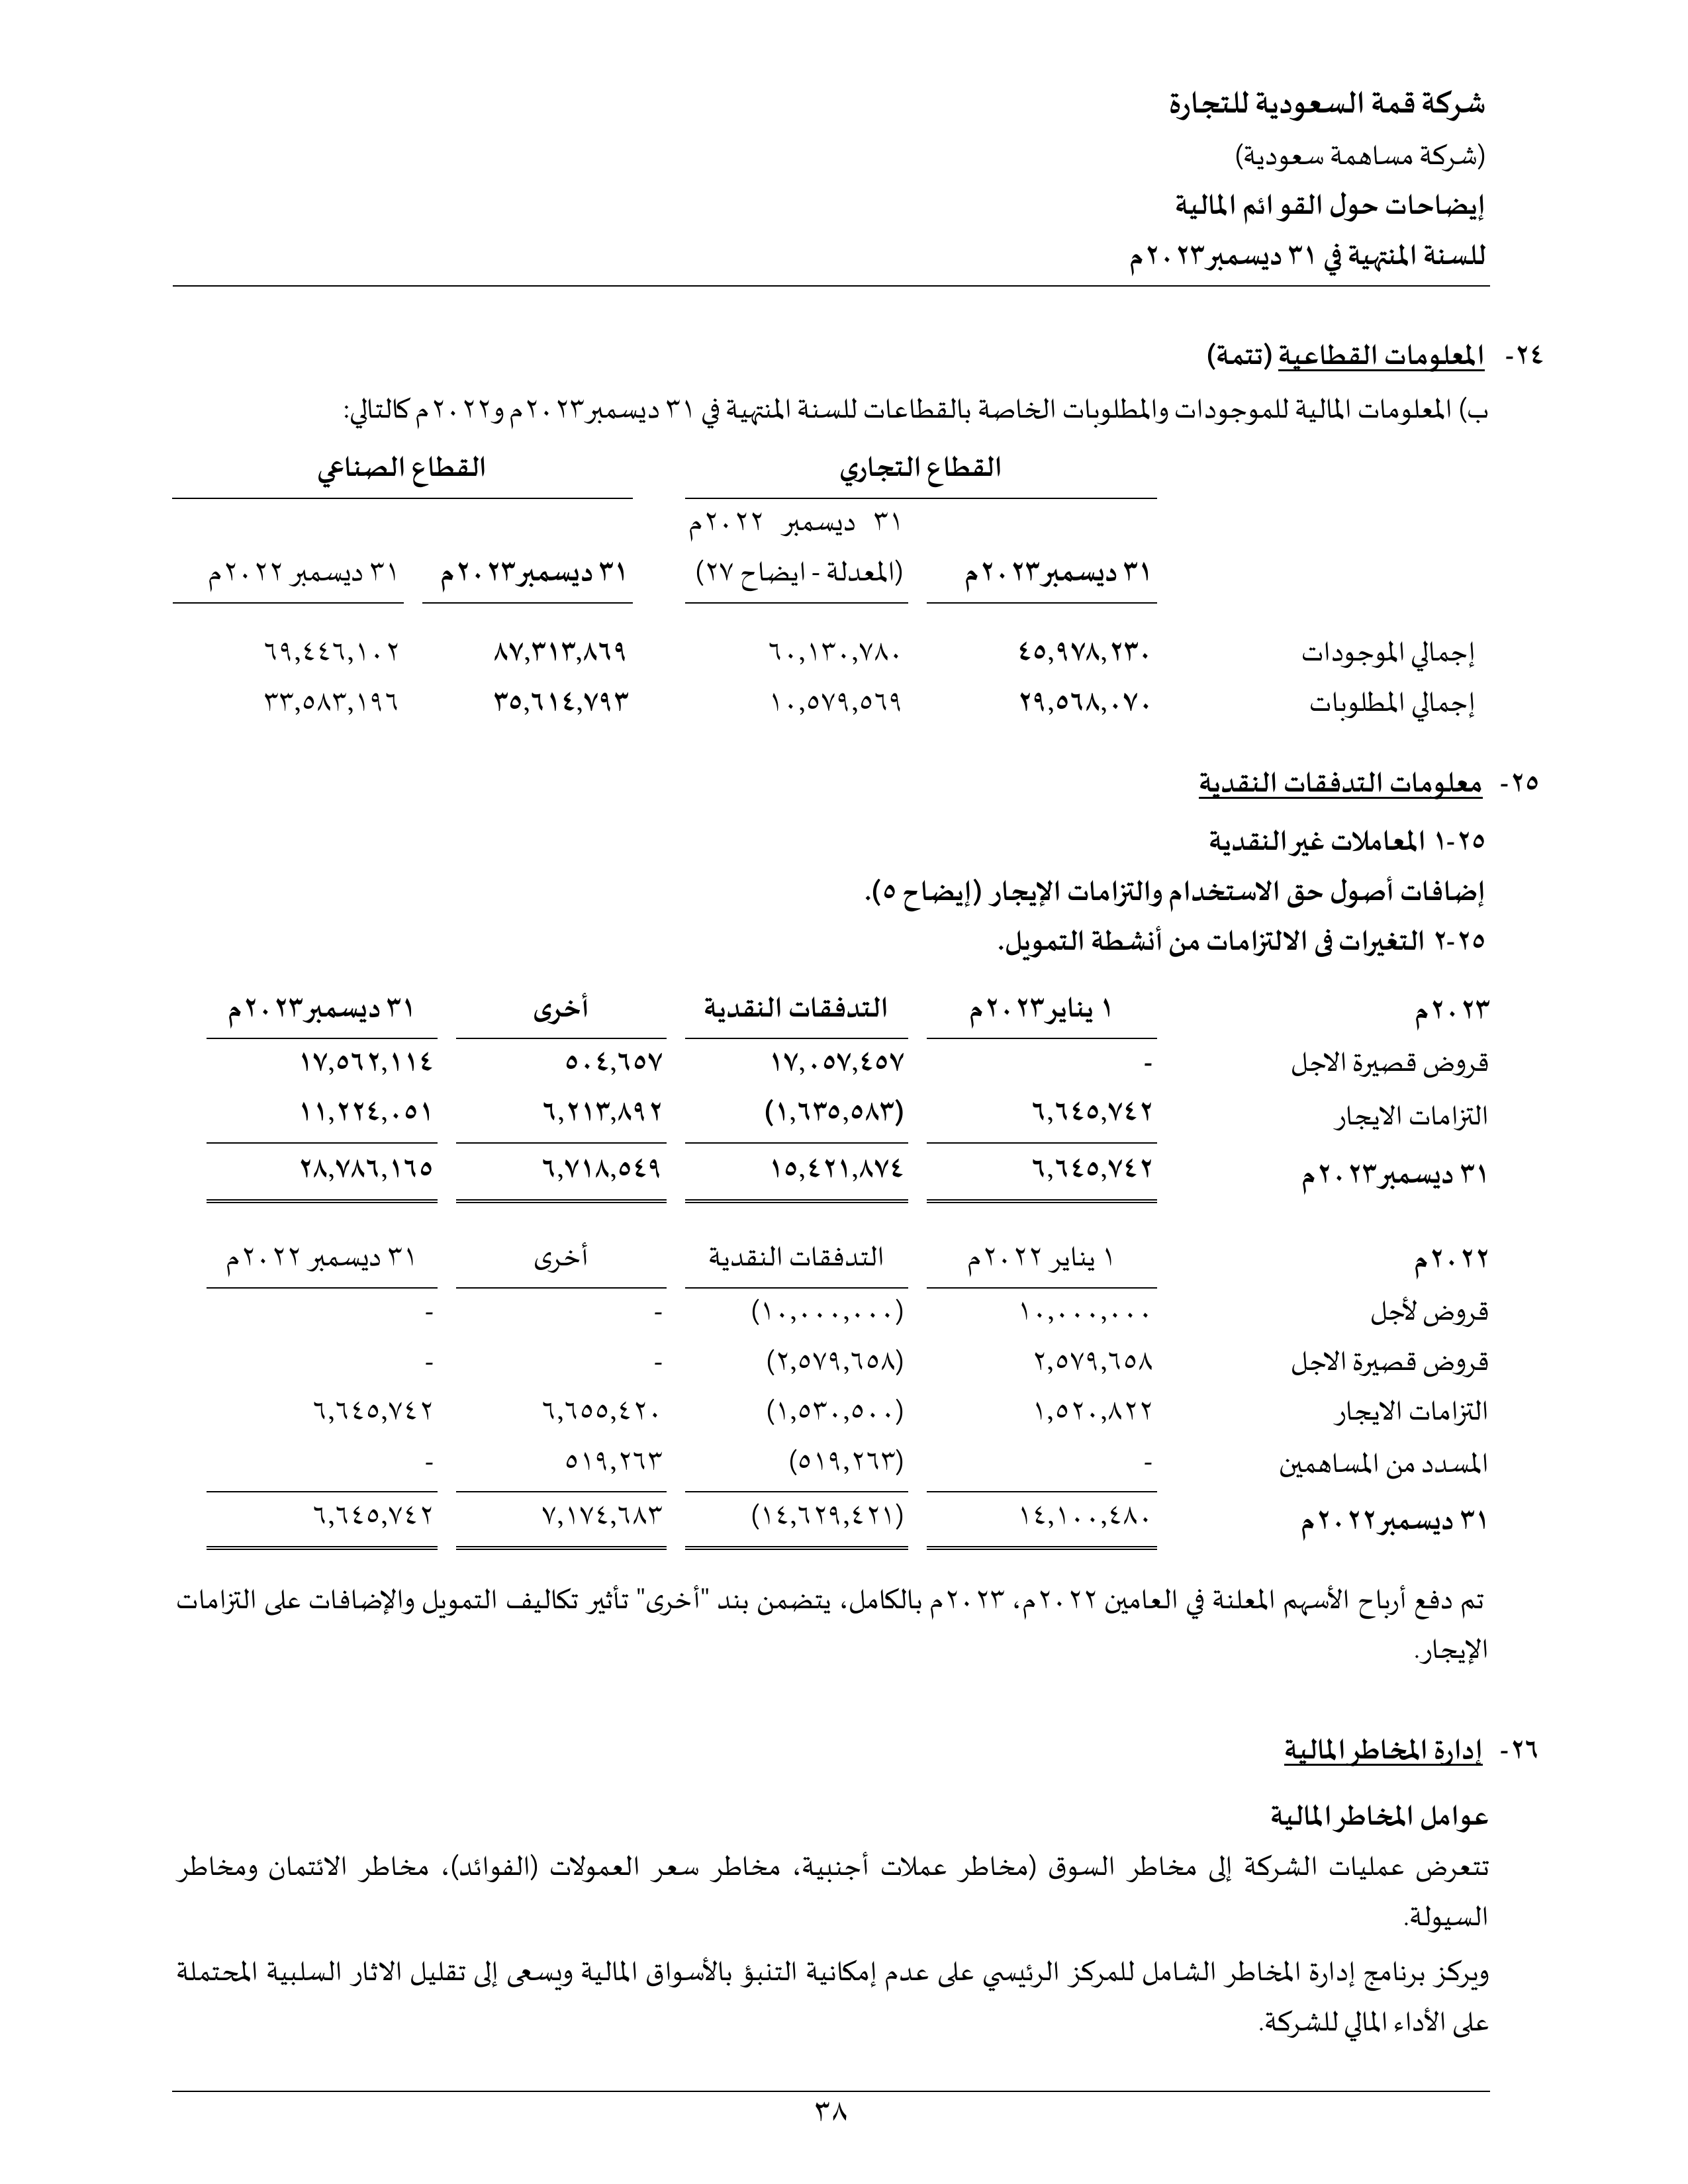 شركة قمة السعودية للتجارة
(شركة مساهمة سعودية)
إيضاحات حول القوائم المالية
للسنة المنتهية في ٣١ ديسمبر٢٠٢٣م
٢٤- المعلومات القطاعية (تتمة)
ب) المعلومات المالية للموجودات والمطلوبات الخاصة بالقطاعات للسنة المنتهية في ٣١ ديسمبر٢٠٢٣م و٢٠٢٢م كالتالي:
القطاع التجاري القطاع الصناعي
٣١ ديسمبر ٢٠٢٢م
٣١ ديسمبر٢٠٢٣م (المعدلة - ايضاح ٢٧) ٣١ ديسمبر٢٠٢٣م ٣١ ديسمبر ٢٠٢٢م
إجمالي الموجودات ٤٥,٩٧٨,٢٣٠ ٦٠,١٣٠,٧٨٠ ٨٧,٣١٣,٨٦٩ ٦٩,٤٤٦,١٠٢
إجمالي المطلوبات ٢٩,٥٦٨,٠٧٠ ١٠,٥٧٩,٥٦٩ ٣٥,٦١٤,٧٩٣ ٣٣,٥٨٣,١٩٦
٢٥- معلومات التدفقات النقدية
٢٥-١ المعاملات غير النقدية
إضافات أصول حق الاستخدام والتزامات الإيجار (إيضاح ٥).
٢٥-٢ التغيرات في الالتزامات من أنشطة التمويل.
٢٠٢٣م ١ يناير٢٠٢٣م التدفقات النقدية أخرى ٣١ ديسمبر٢٠٢٣م
قروض قصيرة الاجل - ١٧,٠٥٧,٤٥٧ ٥٠٤,٦٥٧ ١٧,٥٦٢,١١٤
التزامات الايجار ٦,٦٤٥,٧٤٢ (١,٦٣٥,٥٨٣) ٦,٢١٣,٨٩٢ ١١,٢٢٤,٠٥١
٣١ ديسمبر٢٠٢٣م ٦,٦٤٥,٧٤٢ ١٥,٤٢١,٨٧٤ ٦,٧١٨,٥٤٩ ٢٨,٧٨٦,١٦٥
٢٠٢٢م ١ يناير ٢٠٢٢م التدفقات النقدية أخرى ٣١ ديسمبر ٢٠٢٢م
قروض لأجل ١٠,٠٠٠,٠٠٠ (١٠,٠٠٠,٠٠٠) - -
قروض قصيرة الاجل ٢,٥٧٩,٦٥٨ (٢,٥٧٩,٦٥٨) - -
التزامات الايجار ١,٥٢٠,٨٢٢ (١,٥٣٠,٥٠٠) ٦,٦٥٥,٤٢٠ ٦,٦٤٥,٧٤٢
المسدد من المساهمين - (٥١٩,٢٦٣) ٥١٩,٢٦٣ -
٣١ ديسمبر٢٠٢٢م ١٤,١٠٠,٤٨٠ (١٤,٦٢٩,٤٢١) ٧,١٧٤,٦٨٣ ٦,٦٤٥,٧٤٢
تم دفع أرباح الأسهم المعلنة في العامين ٢٠٢٢م، ٢٠٢٣م بالكامل، يتضمن بند "أخرى" تأثير تكاليف التمويل والإضافات على التزامات
الإيجار.
٢٦- إدارة المخاطر المالية
عوامل المخاطر المالية
تتعرض عمليات الشركة إلى مخاطر السوق (مخاطر عملات أجنبية، مخاطر سعر العمولات (الفوائد)، مخاطر الائتمان ومخاطر
السيولة.
ويركز برنامج إدارة المخاطر الشامل للمركز الرئيسي على عدم إمكانية التنبؤ بالأسواق المالية ويسعى إلى تقليل الاثار السلبية المحتملة
على الأداء المالي للشركة.
٣٨